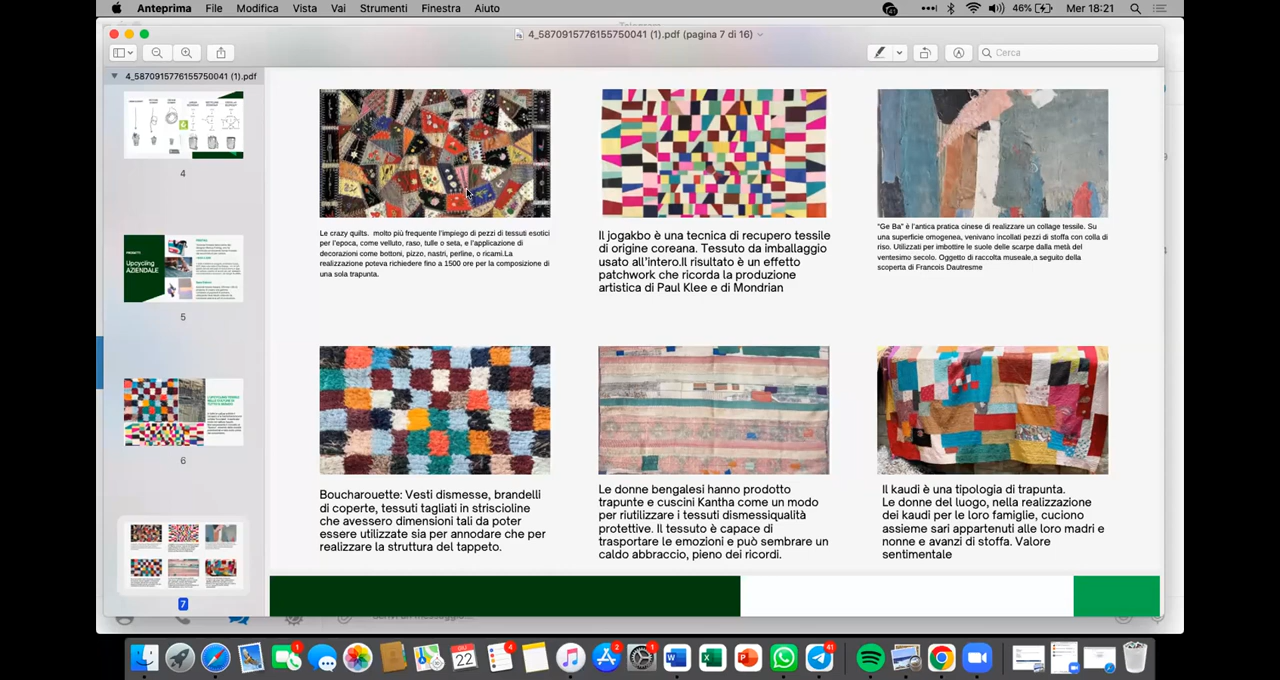 Anteprima File Modifica Vista Vai Strumenti Finestra Aiuto 46% Mer 18:21
4_5870915776155750041 (1).pdf (pagina 7 di 16)
Cerca
4_5870915776155750041 (1).pdf
4
Upcycling
AZIENDALE
5
6
7
Le crazy quilts. molto più frequente l'impiego di pezzi di tessuti esotici
per l'epoca, come velluto, raso, tulle o seta, e l'applicazione di
decorazioni come bottoni, pizzo, nastri, perline, o ricami.La
realizzazione poteva richiedere fino a 1500 ore per la composizione di
una sola trapunta.
Il jogakbo è una tecnica di recupero tessile
di origine coreana. Tessuto da imballaggio
usato all'intero.Il risultato è un effetto
patchwork che ricorda la produzione
artistica di Paul Klee e di Mondrian
"Ge Ba" è l'antica pratica cinese di realizzare un collage tessile. Su
una superficie omogenea, venivano incollati pezzi di stoffa con colla di
riso. Utilizzati per imbottire le suole delle scarpe dalla metà del
ventesimo secolo. Oggetto di raccolta museale,a seguito della
scoperta di Francois Dautresme
Boucharouette: Vesti dismesse, brandelli
di coperte, tessuti tagliati in striscioline
che avessero dimensioni tali da poter
essere utilizzate sia per annodare che per
realizzare la struttura del tappeto.
Le donne bengalesi hanno prodotto
trapunte e cuscini Kantha come un modo
per riutilizzare i tessuti dismessiqualità
protettive. Il tessuto è capace di
trasportare le emozioni e può sembrare un
caldo abbraccio, pieno dei ricordi.
Il kaudi è una tipologia di trapunta.
Le donne del luogo, nella realizzazione
dei kaudi per le loro famiglie, cuciono
assieme sari appartenuti alle loro madri e
nonne e avanzi di stoffa. Valore
sentimentale
1
GIU
22
4
2
1
41